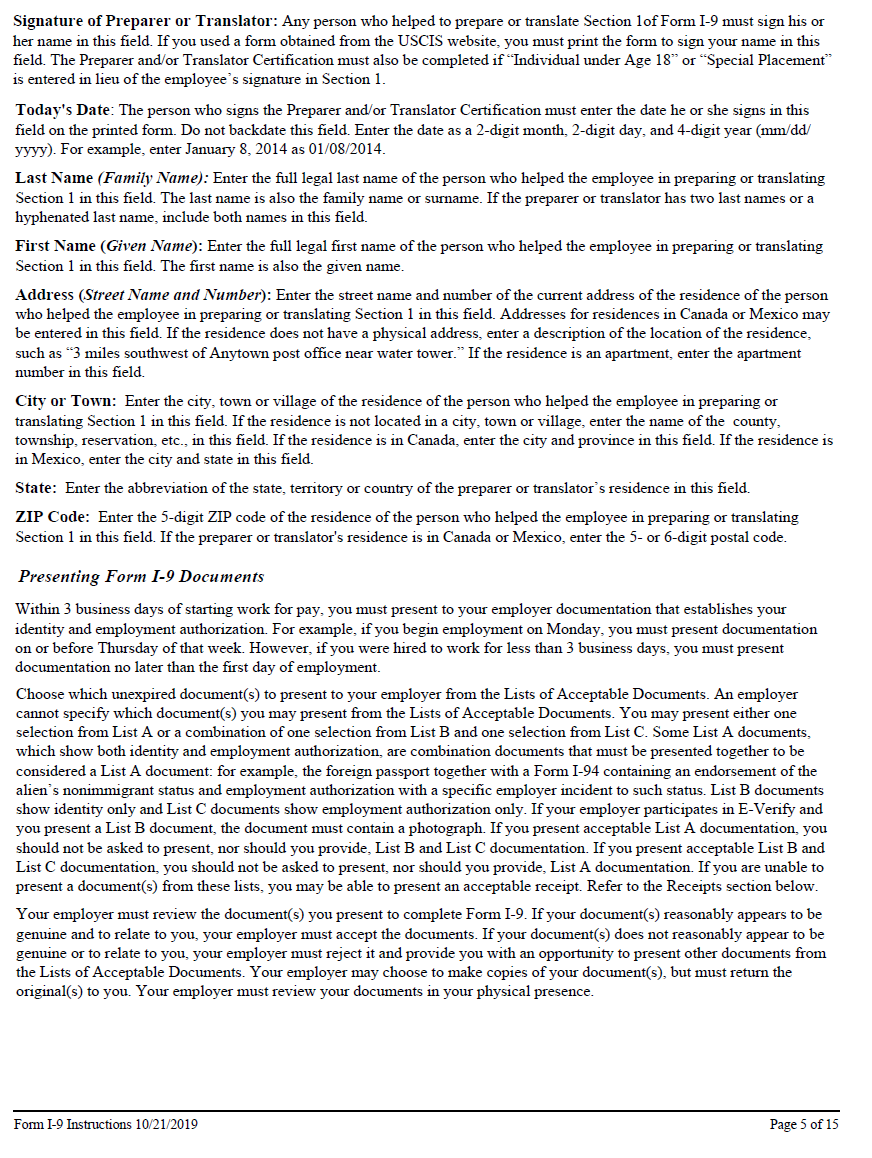 Signature of Preparer or Translator: Any person who helped to prepare or translate Section 1of Form I-9 must sign his or
her name in this field. If you used a form obtained from the USCIS website, you must print the form to sign your name in this
field. The Preparer and/or Translator Certification must also be completed if “Individual under Age 18” or “Special Placement”
is entered in lieu of the employee’s signature in Section 1.
Today's Date: The person who signs the Preparer and/or Translator Certification must enter the date he or she signs in this
field on the printed form. Do not backdate this field. Enter the date as a 2-digit month, 2-digit day, and 4-digit year (mm/dd/
yyyy). For example, enter January 8, 2014 as 01/08/2014.
Last Name (Family Name): Enter the full legal last name of the person who helped the employee in preparing or translating
Section 1 in this field. The last name is also the family name or surname. If the preparer or translator has two last names or a
hyphenated last name, include both names in this field.
First Name (Given Name): Enter the full legal first name of the person who helped the employee in preparing or translating
Section 1 in this field. The first name is also the given name.
Address (Street Name and Number): Enter the street name and number of the current address of the residence of the person
who helped the employee in preparing or translating Section 1 in this field. Addresses for residences in Canada or Mexico may
be entered in this field. If the residence does not have a physical address, enter a description of the location of the residence,
such as “3 miles southwest of Anytown post office near water tower.” If the residence is an apartment, enter the apartment
number in this field.
City or Town: Enter the city, town or village of the residence of the person who helped the employee in preparing or
translating Section 1 in this field. If the residence is not located in a city, town or village, enter the name of the county,
township, reservation, etc., in this field. If the residence is in Canada, enter the city and province in this field. If the residence is
in Mexico, enter the city and state in this field.
State: Enter the abbreviation of the state, territory or country of the preparer or translator’s residence in this field.
ZIP Code: Enter the 5-digit ZIP code of the residence of the person who helped the employee in preparing or translating
Section 1 in this field. If the preparer or translator's residence is in Canada or Mexico, enter the 5- or 6-digit postal code.
Presenting Form I-9 Documents
Within 3 business days of starting work for pay, you must present to your employer documentation that establishes your
identity and employment authorization. For example, if you begin employment on Monday, you must present documentation
on or before Thursday of that week. However, if you were hired to work for less than 3 business days, you must present
documentation no later than the first day of employment.
Choose which unexpired document(s) to present to your employer from the Lists of Acceptable Documents. An employer
cannot specify which document(s) you may present from the Lists of Acceptable Documents. You may present either one
selection from List A or a combination of one selection from List B and one selection from List C. Some List A documents,
which show both identity and employment authorization, are combination documents that must be presented together to be
considered a List A document: for example, the foreign passport together with a Form I-94 containing an endorsement of the
alien’s nonimmigrant status and employment authorization with a specific employer incident to such status. List B documents
show identity only and List C documents show employment authorization only. If your employer participates in E-Verify and
you present a List B document, the document must contain a photograph. If you present acceptable List A documentation, you
should not be asked to present, nor should you provide, List B and List C documentation. If you present acceptable List B and
List C documentation, you should not be asked to present, nor should you provide, List A documentation. If you are unable to
present a document(s) from these lists, you may be able to present an acceptable receipt. Refer to the Receipts section below.
Your employer must review the document(s) you present to complete Form I-9. If your document(s) reasonably appears to be
genuine and to relate to you, your employer must accept the documents. If your document(s) does not reasonably appear to be
genuine or to relate to you, your employer must reject it and provide you with an opportunity to present other documents from
the Lists of Acceptable Documents. Your employer may choose to make copies of your document(s), but must return the
original(s) to you. Your employer must review your documents in your physical presence.
Form I-9 Instructions 10/21/2019
Page 5 of 15